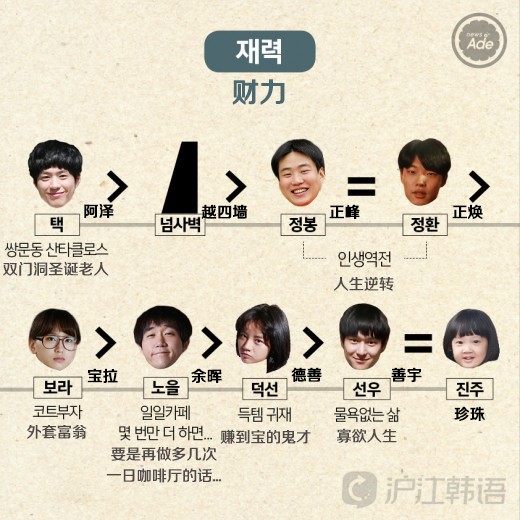 news Ade
재력
财力
택
阿泽
넘사벽
越四墙
정봉
正峰
정환
正焕
쌍문동 산타클로스
双门洞圣诞老人
인생역전
人生逆转
보라
宝拉
노을
余晖
덕선
德善
선우
善宇
진주
珍珠
코트부자
外套富翁
일일카페
몇 번만 더 하면...
要是再做多几次
一日咖啡厅的话...
득템 귀재
赚到宝的鬼才
물욕없는 삶
寡欲人生
沪江韩语